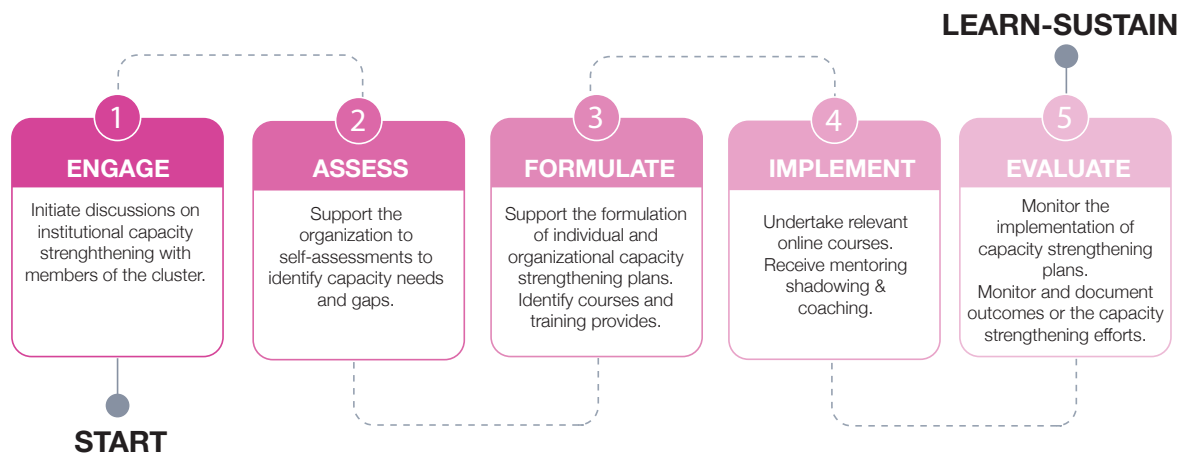 LEARN-SUSTAIN
1
ENGAGE
Initiate discussions on
institutional capacity
strenghthening with
members of the cluster.
2
ASSESS
Support the
organization to
self-assessments to
identify capacity needs
and gaps.
3
FORMULATE
Support the formulation
of individual and
organizational capacity
strengthening plans.
Identify courses and
training provides.
4
IMPLEMENT
Undertake relevant
online courses.
Receive mentoring
shadowing &
coaching.
5
EVALUATE
Monitor the
implementation of
capacity strengthening
plans.
Monitor and document
outcomes or the capacity
strengthening efforts.
START